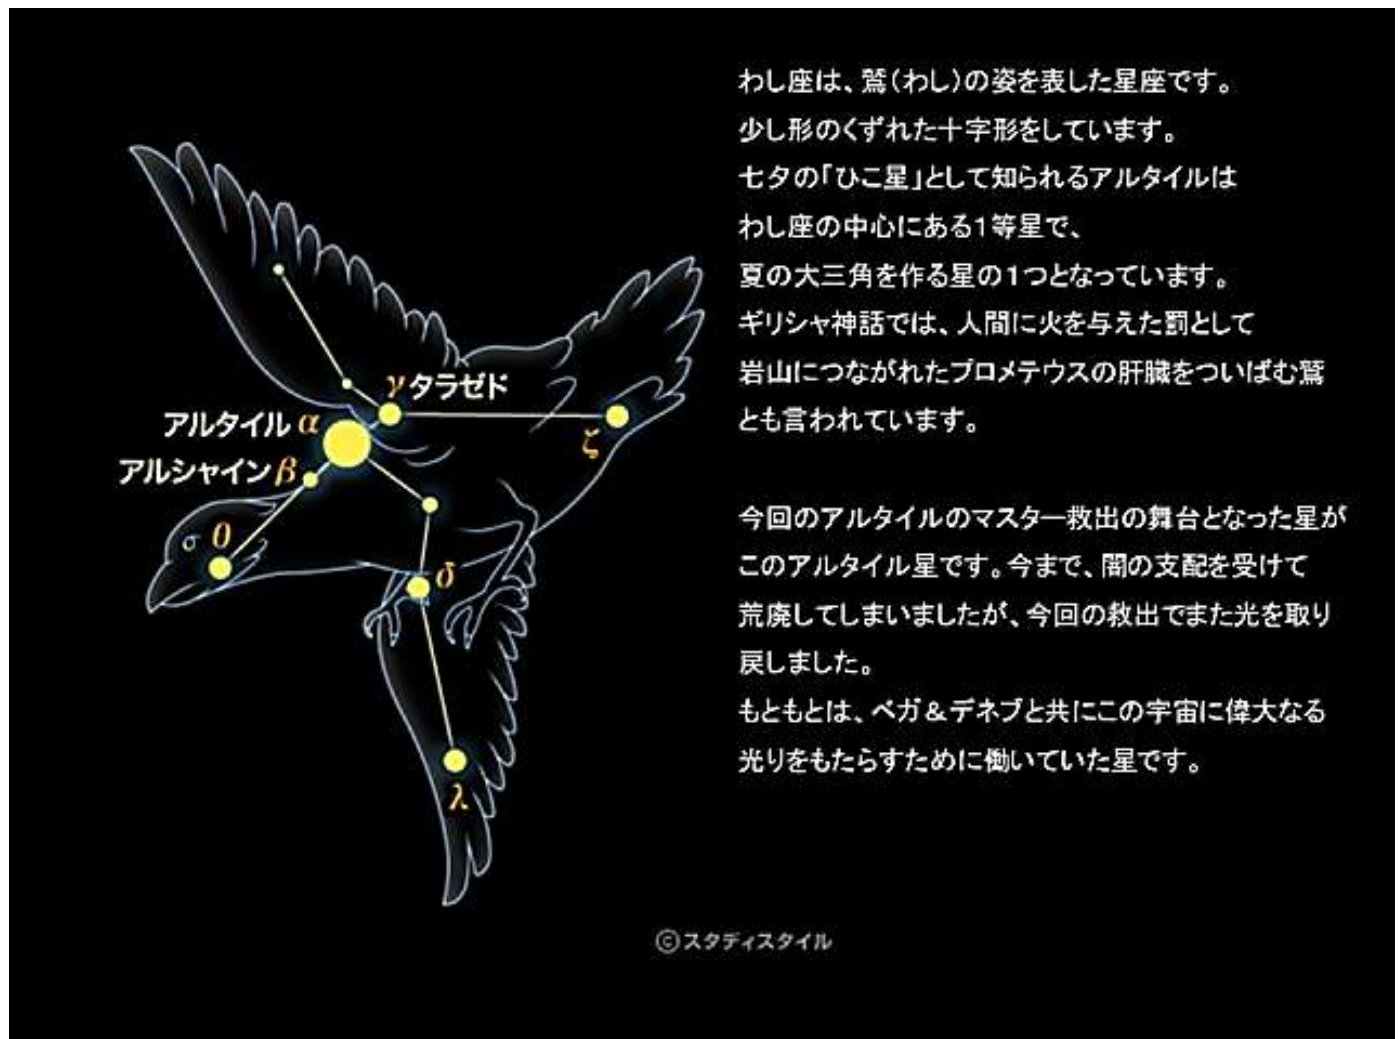 わし座は、鷲（わし）の姿を表した星座です。
少し形のくずれた十字形をしています。
七夕の「ひこ星」として知られるアルタイルは
わし座の中心にある1等星で、
夏の大三角を作る星の1つとなっています。
ギリシャ神話では、人間に火を与えた罰として
岩山につながれたプロメテウスの肝臓をついばむ鷲
とも言われています。
今回のアルタイルのマスター救出の舞台となった星が
このアルタイル星です。今まで、闇の支配を受けて
荒廃してしまいましたが、今回の救出でまた光を取り
戻しました。
もともとは、ベガ＆デネブと共にこの宇宙に偉大なる
光りをもたらすために働いていた星です。
γ タラゼド
アルタイル α
ζ
アルシャイン β
θ
δ
λ
©スタディスタイル